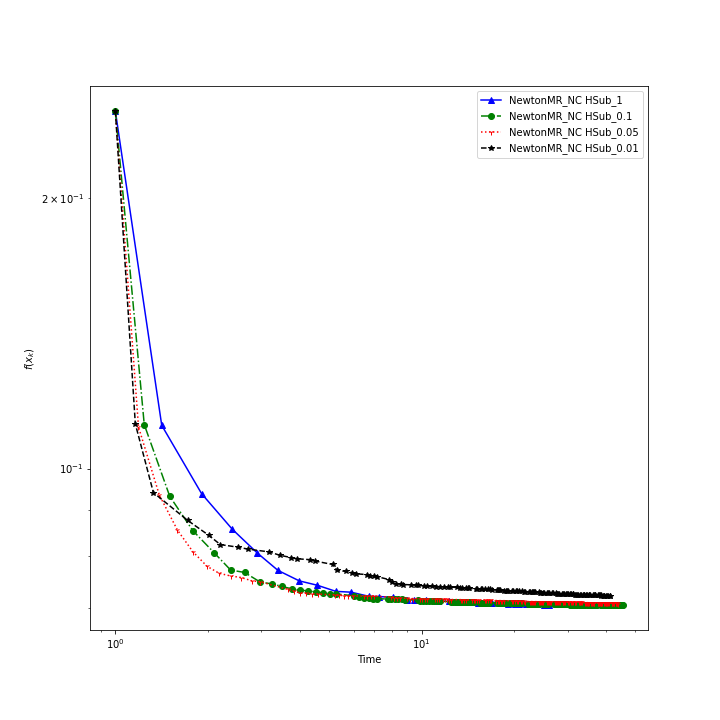 NewtonMR_NC HSub_1
NewtonMR_NC HSub_0.1
NewtonMR_NC HSub_0.05
NewtonMR_NC HSub_0.01
2 × 10⁻¹
f(xₖ)
10⁻¹
10⁰ 10¹
Time